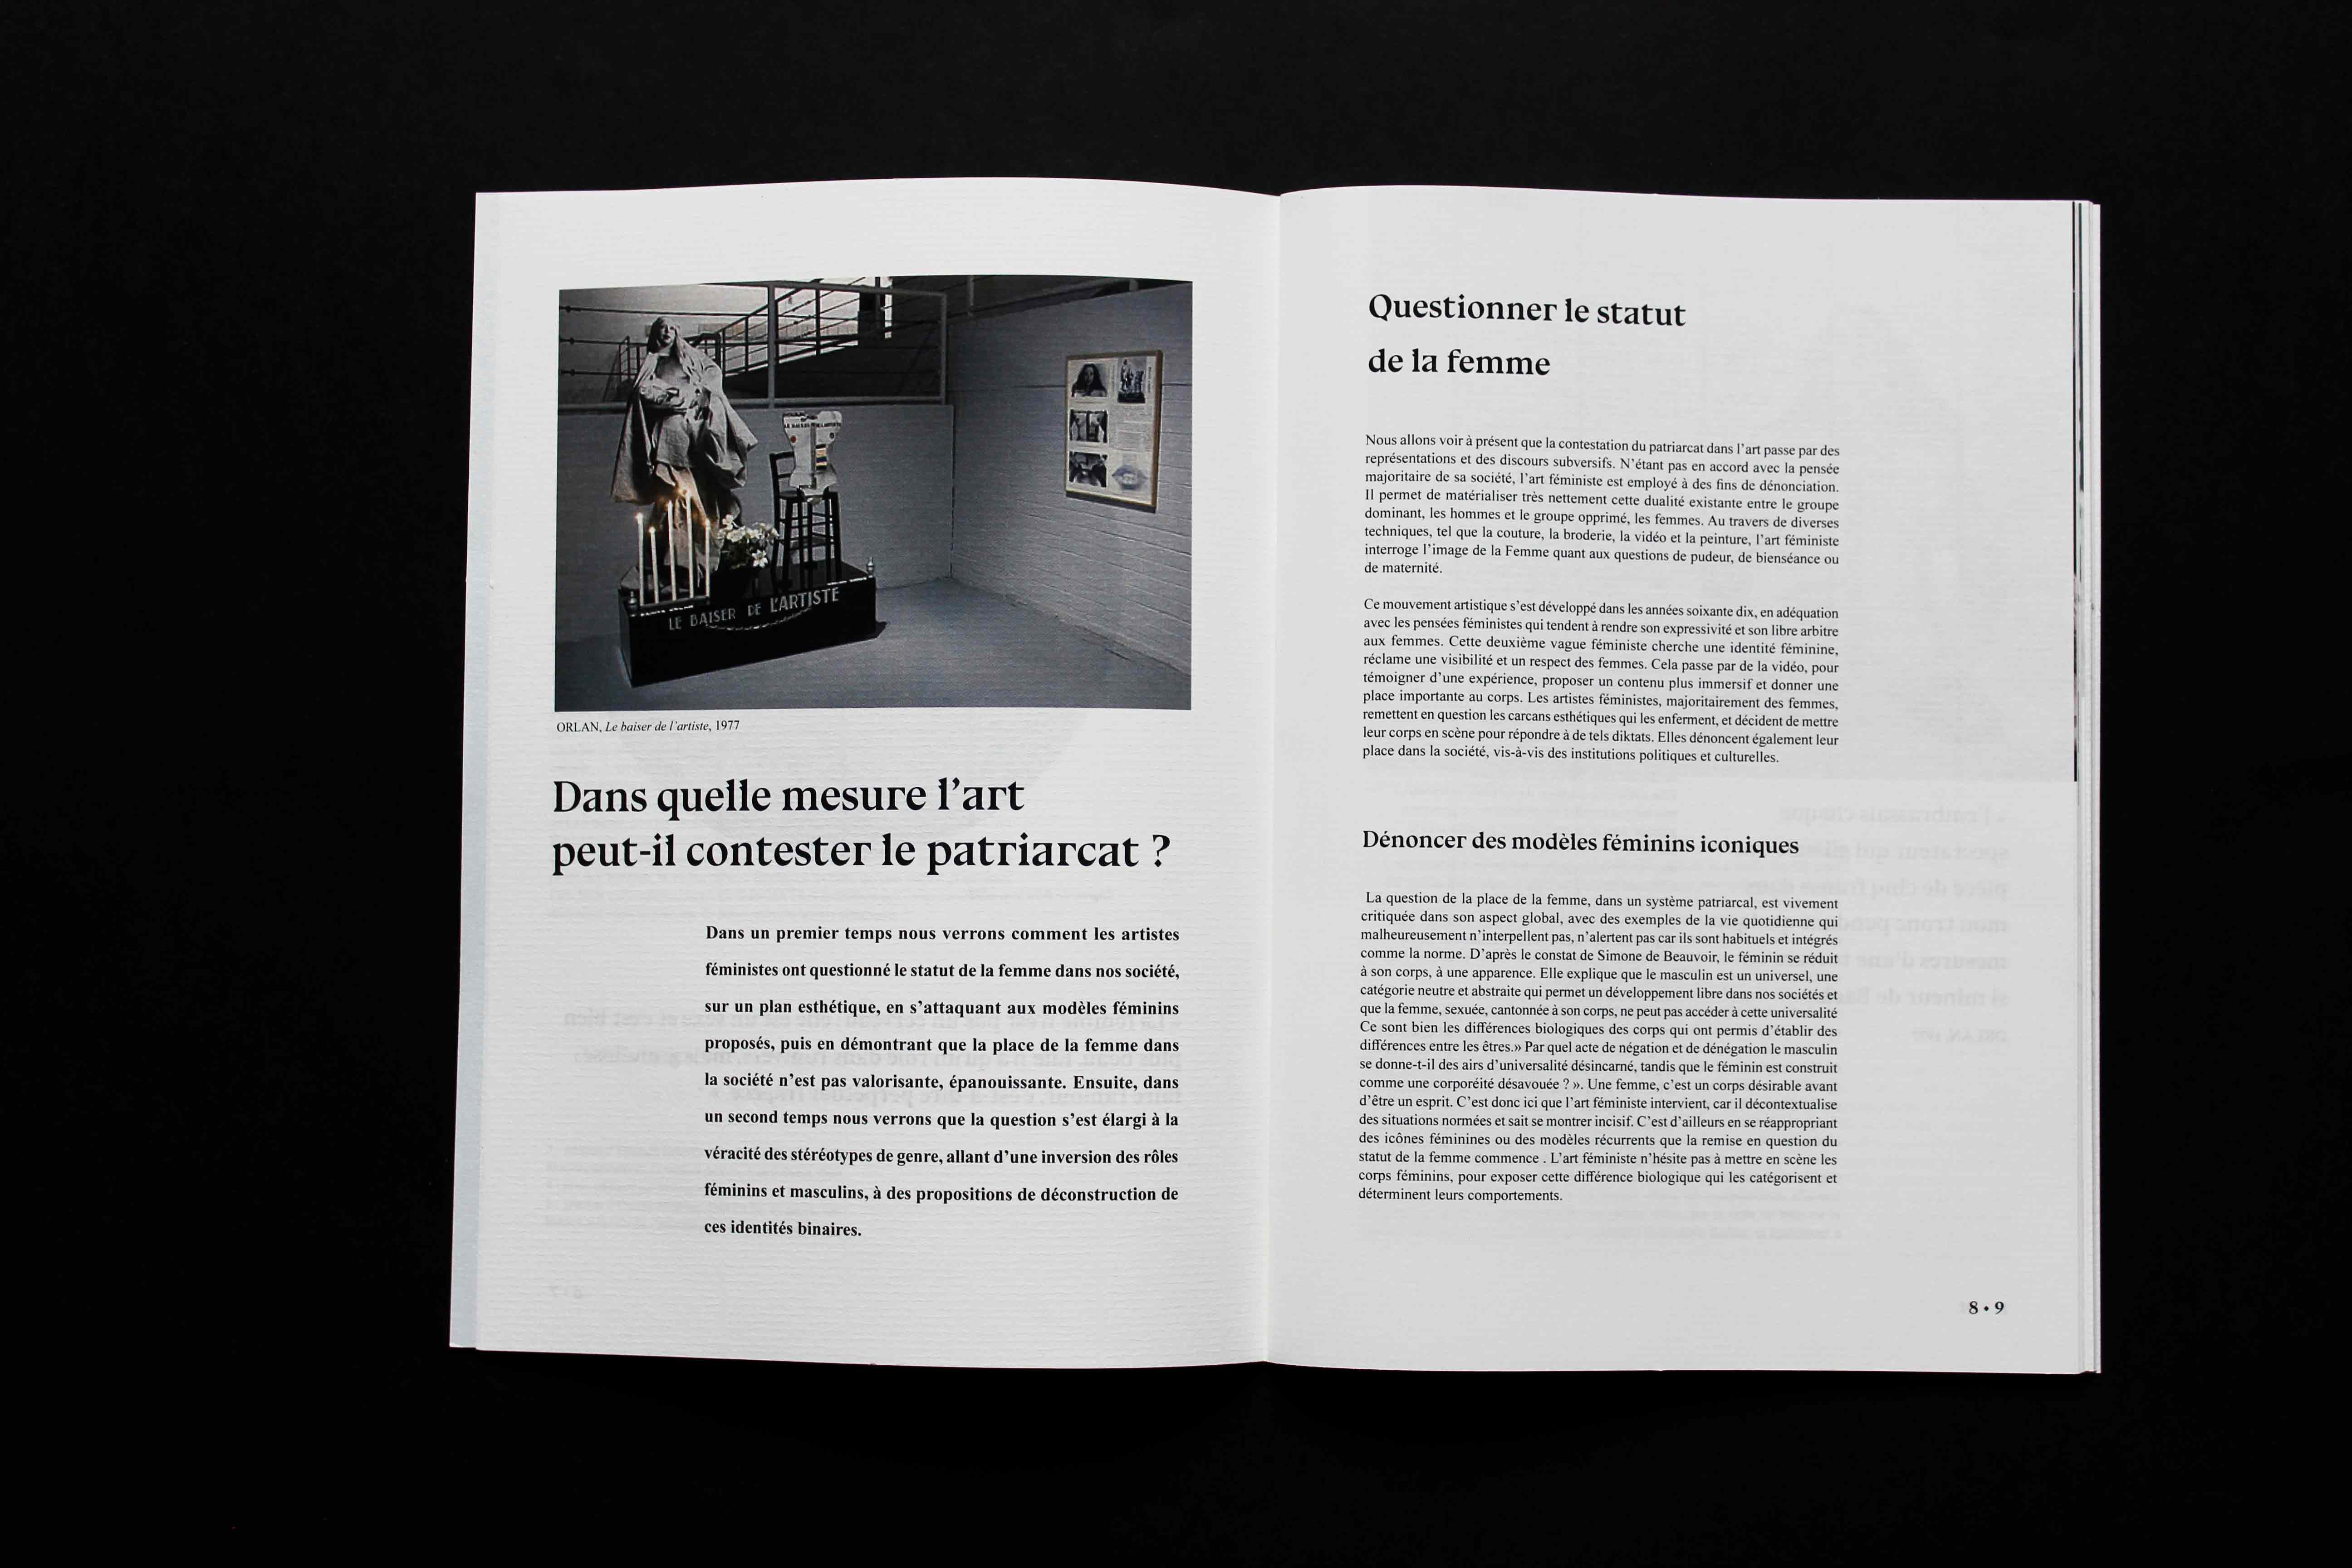 LE BAISER DE L'ARTISTE
ORLAN, Le baiser de l'artiste, 1977
Dans quelle mesure l'art
peut-il contester le patriarcat ?
Dans un premier temps nous verrons comment les artistes
féministes ont questionné le statut de la femme dans nos société,
sur un plan esthétique, en s'attaquant aux modèles féminins
proposés, puis en démontrant que la place de la femme dans
la société n'est pas valorisante, épanouissante. Ensuite, dans
un second temps nous verrons que la question s'est élargi à la
véracité des stéréotypes de genre, allant d'une inversion des rôles
féminins et masculins, à des propositions de déconstruction de
ces identités binaires.
Questionner le statut
de la femme
Nous allons voir à présent que la contestation du patriarcat dans l'art passe par des
représentations et des discours subversifs. N'étant pas en accord avec la pensée
majoritaire de sa société, l'art féministe est employé à des fins de dénonciation.
Il permet de matérialiser très nettement cette dualité existante entre le groupe
dominant, les hommes et le groupe opprimé, les femmes. Au travers de diverses
techniques, tel que la couture, la broderie, la vidéo et la peinture, l'art féministe
interroge l'image de la Femme quant aux questions de pudeur, de bienséance ou
de maternité.
Ce mouvement artistique s'est développé dans les années soixante dix, en adéquation
avec les pensées féministes qui tendent à rendre son expressivité et son libre arbitre
aux femmes. Cette deuxième vague féministe cherche une identité féminine,
réclame une visibilité et un respect des femmes. Cela passe par de la vidéo, pour
témoigner d'une expérience, proposer un contenu plus immersif et donner une
place importante au corps. Les artistes féministes, majoritairement des femmes,
remettent en question les carcans esthétiques qui les enferment, et décident de mettre
leur corps en scène pour répondre à de tels diktats. Elles dénoncent également leur
place dans la société, vis-à-vis des institutions politiques et culturelles.
Dénoncer des modèles féminins iconiques
La question de la place de la femme, dans un système patriarcal, est vivement
critiquée dans son aspect global, avec des exemples de la vie quotidienne qui
malheureusement n'interpellent pas, n'alertent pas car ils sont habituels et intégrés
comme la norme. D'après le constat de Simone de Beauvoir, le féminin se réduit
à son corps, à une apparence. Elle explique que le masculin est un universel, une
catégorie neutre et abstraite qui permet un développement libre dans nos sociétés et
que la femme, sexuée, cantonnée à son corps, ne peut pas accéder à cette universalité
Ce sont bien les différences biologiques des corps qui ont permis d'établir des
différences entre les êtres.» Par quel acte de négation et de dénégation le masculin
se donne-t-il des airs d'universalité désincarné, tandis que le féminin est construit
comme une corporéité désavouée ? ». Une femme, c'est un corps désirable avant
d'être un esprit. C'est donc ici que l'art féministe intervient, car il décontextualise
des situations normées et sait se montrer incisif. C'est d'ailleurs en se réappropriant
des icônes féminines ou des modèles récurrents que la remise en question du
statut de la femme commence . L'art féministe n'hésite pas à mettre en scène les
corps féminins, pour exposer cette différence biologique qui les catégorisent et
déterminent leurs comportements.
8 • 9